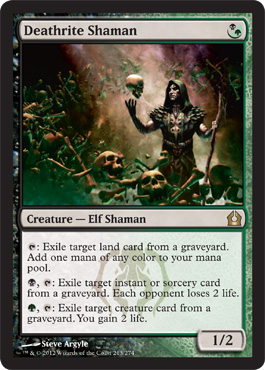 Deathrite Shaman
Creature — Elf Shaman
: Exile target land card from a graveyard.
Add one mana of any color to your mana
pool.
, : Exile target instant or sorcery card
from a graveyard. Each opponent loses 2 life.
, : Exile target creature card from a
graveyard. You gain 2 life.
Steve Argyle
1/2
™ & © 2012 Wizards of the Coast 213/274